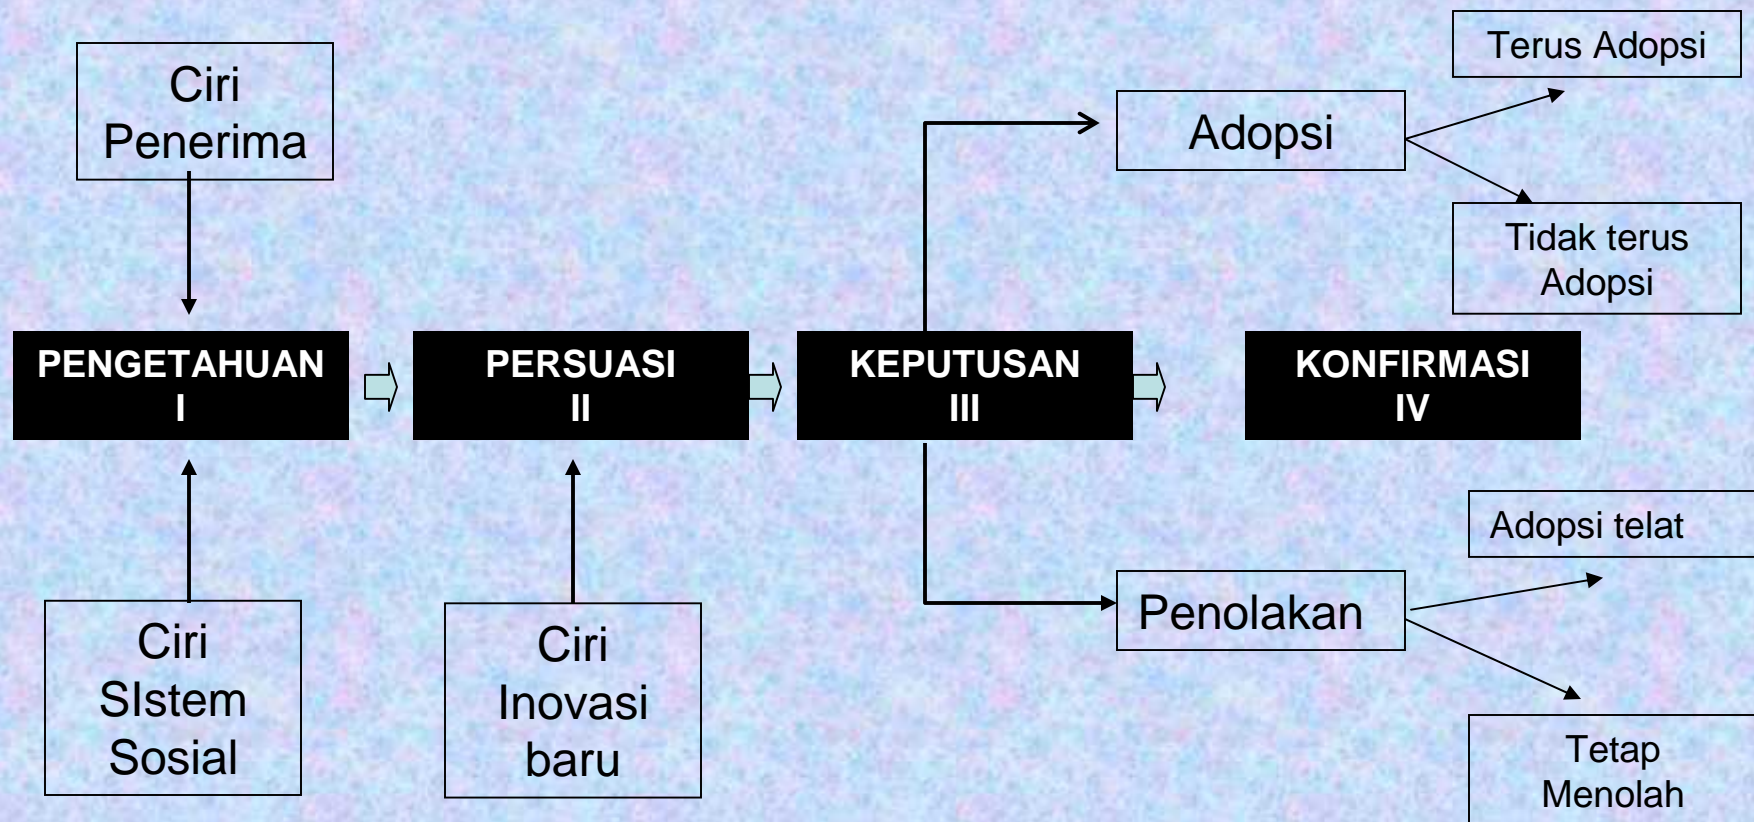 Ciri
Penerima
Adopsi
Terus Adopsi
Tidak terus
Adopsi
PENGETAHUAN
I
PERSUASI
II
KEPUTUSAN
III
KONFIRMASI
IV
Ciri
SIstem
Sosial
Ciri
Inovasi
baru
Penolakan
Adopsi telat
Tetap
Menolah